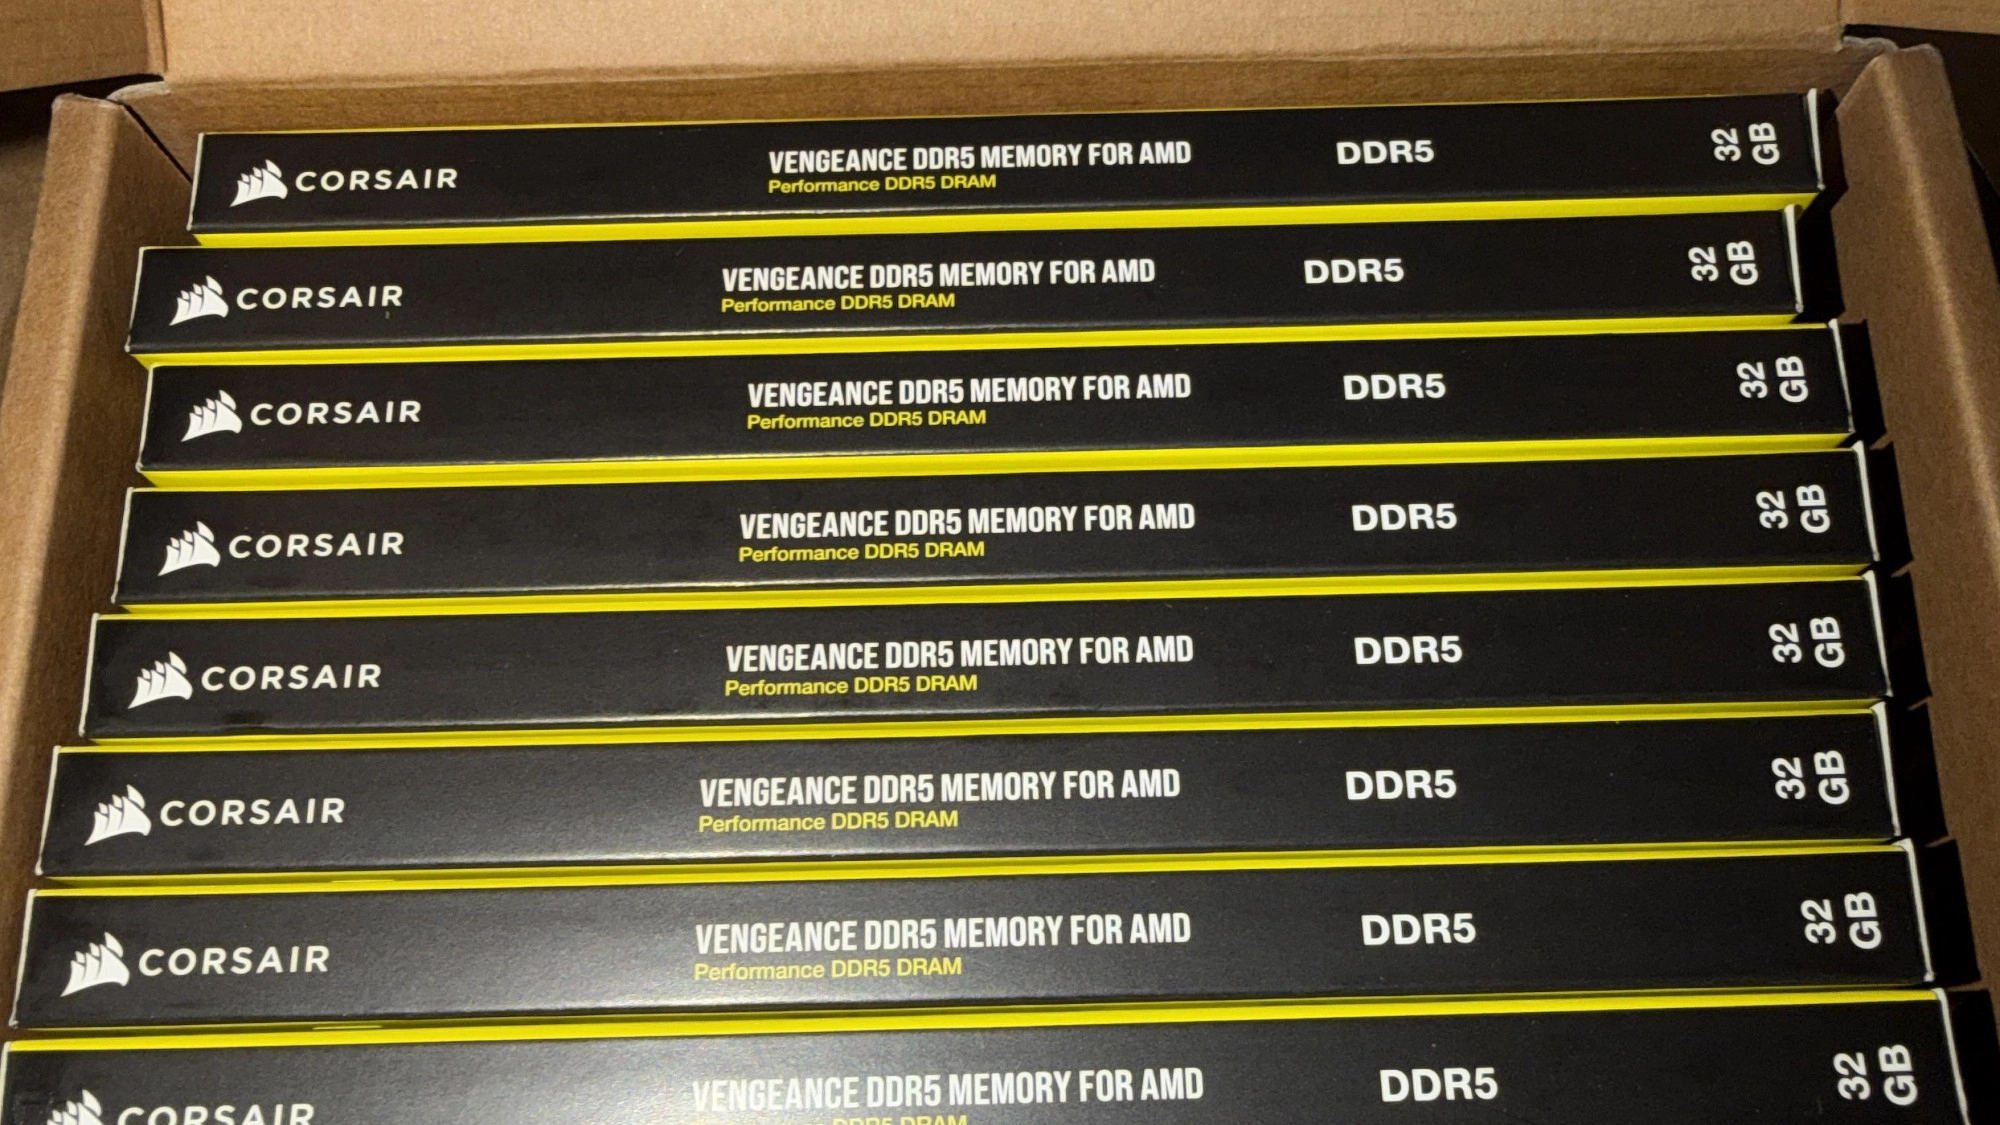 CORSAIR
VENGEANCE DDR5 MEMORY FOR AMD
Performance DDR5 DRAM
DDR5
32
GB
CORSAIR
VENGEANCE DDR5 MEMORY FOR AMD
Performance DDR5 DRAM
DDR5
32
GB
CORSAIR
VENGEANCE DDR5 MEMORY FOR AMD
Performance DDR5 DRAM
DDR5
32
GB
CORSAIR
VENGEANCE DDR5 MEMORY FOR AMD
Performance DDR5 DRAM
DDR5
32
GB
CORSAIR
VENGEANCE DDR5 MEMORY FOR AMD
Performance DDR5 DRAM
DDR5
32
GB
CORSAIR
VENGEANCE DDR5 MEMORY FOR AMD
Performance DDR5 DRAM
DDR5
32
GB
CORSAIR
VENGEANCE DDR5 MEMORY FOR AMD
Performance DDR5 DRAM
DDR5
32
GB
CORSAIR
VENGEANCE DDR5 MEMORY FOR AMD
DDR5 DRAM
DDR5
32
GB